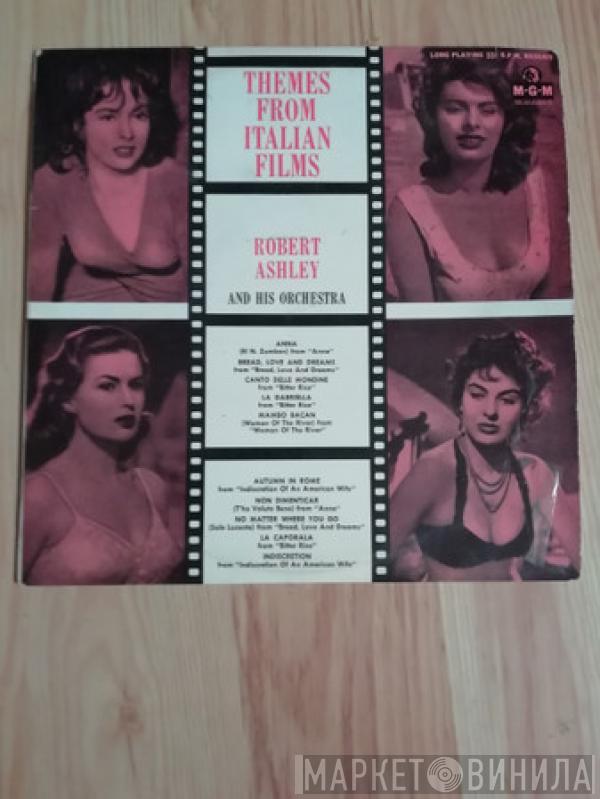 LONG PLAYING 33⅓ R.P.M. RECORD
M-G-M
THEMES
FROM
ITALIAN
FILMS
ROBERT
ASHLEY
AND HIS ORCHESTRA
ANNA
(El N. Zumbon) from "Anna"
BREAD, LOVE AND DREAMS
from "Bread, Love And Dreams"
CANTO DELLE MONDINE
from "Bitter Rice"
LA GABRIELLA
from "Bitter Rice"
MAMBO BACAN
(Woman Of The River) from
"Woman Of The River"
AUTUMN IN ROME
from "Indiscretion Of An American Wife"
NON DIMENTICAR
(T'ho Voluto Bene) from "Anna"
NO MATTER WHERE YOU GO
(Sole Lucente) from "Bread, Love And Dreams"
LA CAPORALA
from "Bitter Rice"
INDISCRETION
from "Indiscretion Of An American Wife"
МАРКЕТ ВИНИЛА